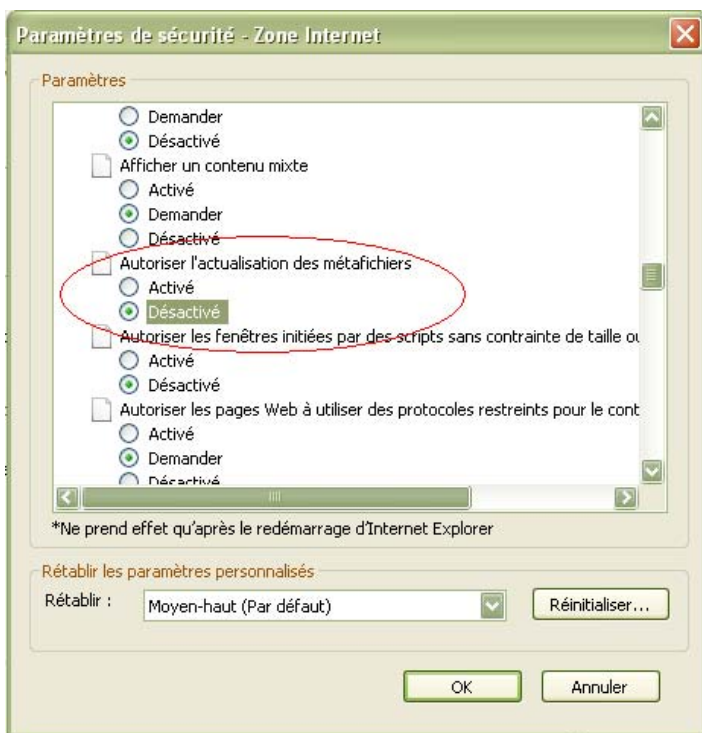 Paramètres de sécurité - Zone Internet
Paramètres
Demander
Désactivé
Afficher un contenu mixte
Activé
Demander
Désactivé
Autoriser l'actualisation des métafichiers
Activé
Désactivé
Autoriser les fenêtres initiées par des scripts sans contrainte de taille ou
Activé
Désactivé
Autoriser les pages Web à utiliser des protocoles restreints pour le cont
Activé
Demander
Désactivé
*Ne prend effet qu'après le redémarrage d'Internet Explorer
Rétablir les paramètres personnalisés
Rétablir : Moyen-haut (Par défaut) Réinitialiser...
OK Annuler